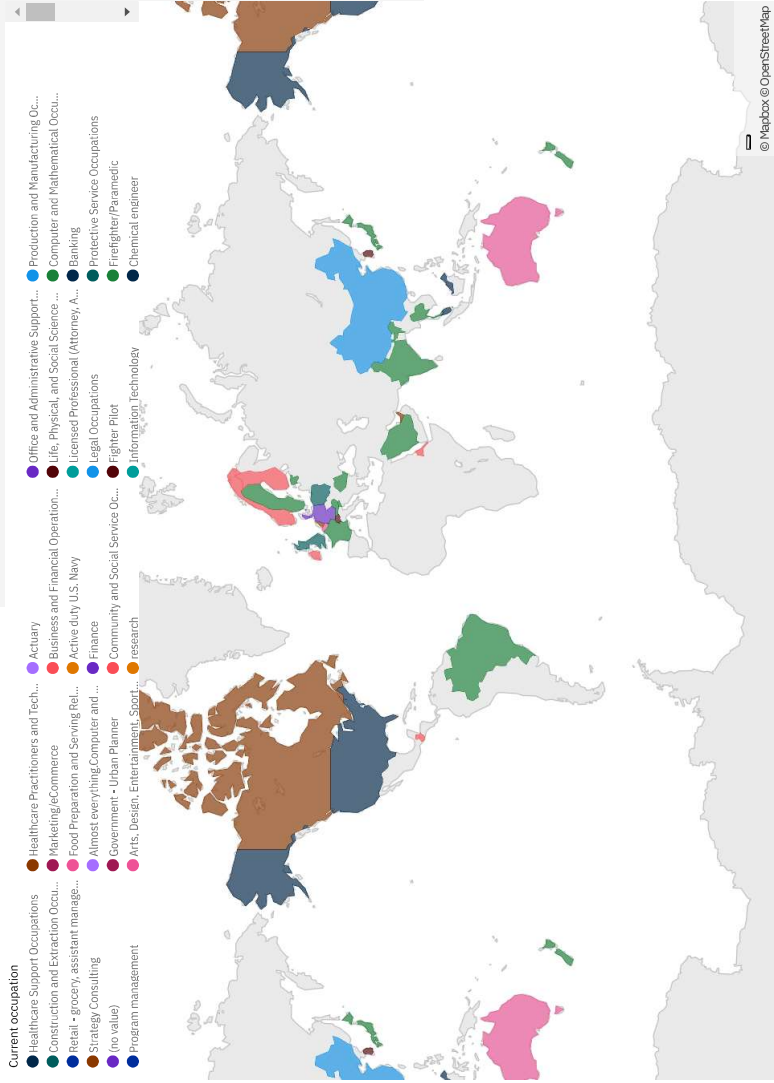 Current occupation
Healthcare Support Occupations Healthcare Practitioners and Tech... Actuary Office and Administrative Support... Production and Manufacturing Oc...
Construction and Extraction Occu... Marketing/eCommerce Business and Financial Operation... Life, Physical, and Social Science ... Computer and Mathematical Occu...
Retail - grocery, assistant manage... Food Preparation and Serving Rel... Active duty U.S. Navy Licensed Professional (Attorney, A... Banking
Strategy Consulting Almost everything.Computer and ... Finance Legal Occupations Protective Service Occupations
(no value) Government - Urban Planner Community and Social Service Oc... Fighter Pilot Firefighter/Paramedic
Program management Arts, Design, Entertainment, Sport... research Information Technology Chemical engineer
© Mapbox © OpenStreetMap